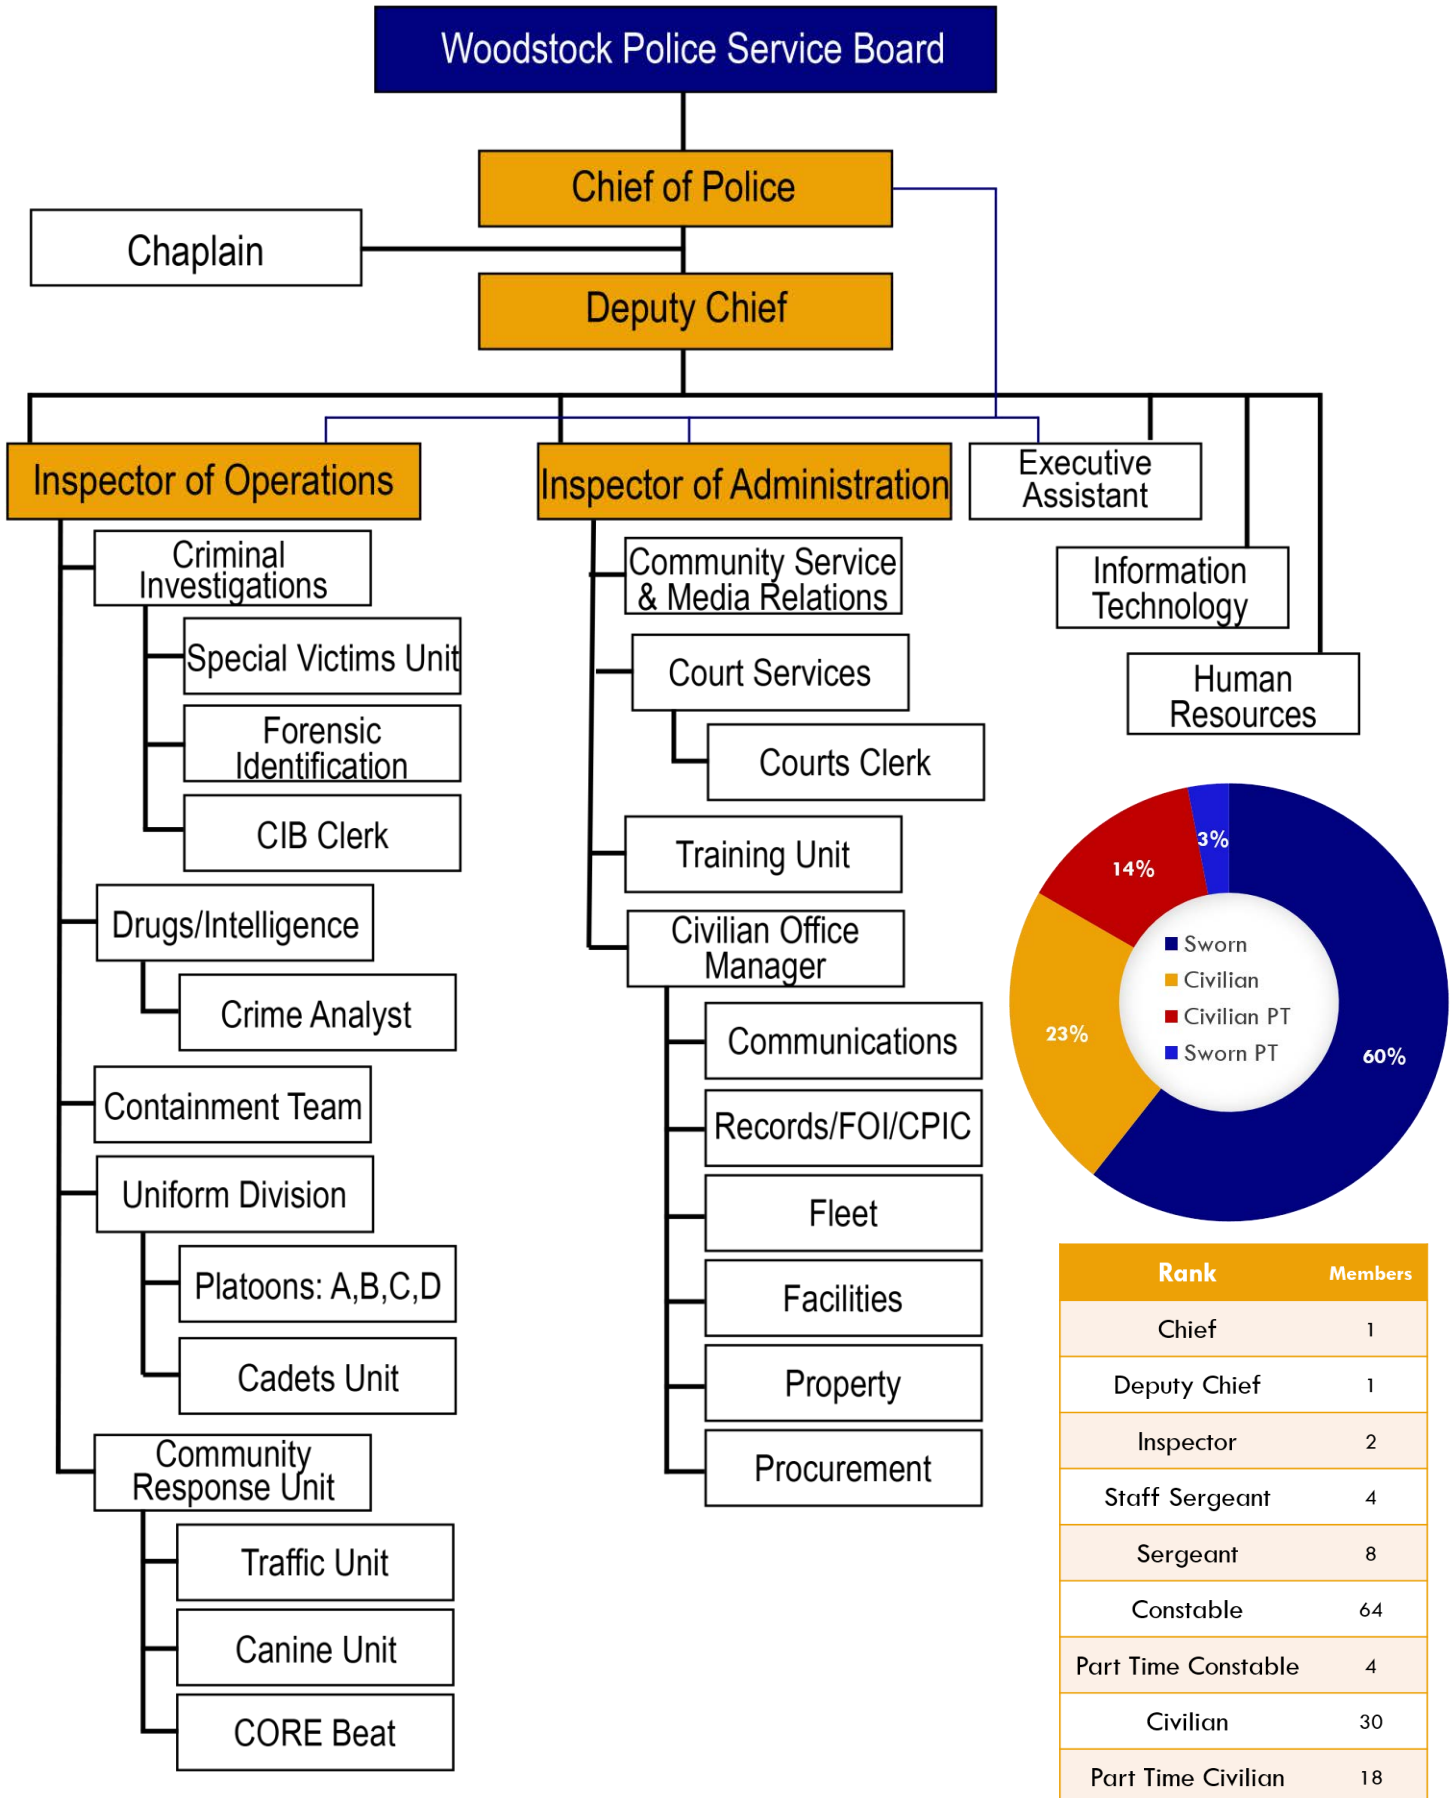 Woodstock Police Service Board
Chief of Police
Chaplain
Deputy Chief
Inspector of Operations
Criminal
Investigations
Special Victims Unit
Forensic
Identification
CIB Clerk
Drugs/Intelligence
Crime Analyst
Containment Team
Uniform Division
Platoons: A,B,C,D
Cadets Unit
Community
Response Unit
Traffic Unit
Canine Unit
CORE Beat
Inspector of Administration
Community Service
& Media Relations
Court Services
Courts Clerk
Training Unit
Civilian Office
Manager
Communications
Records/FOI/CPIC
Fleet
Facilities
Property
Procurement
Executive
Assistant
Information
Technology
Human
Resources
3%
14%
23%
60%
Sworn
Civilian
Civilian PT
Sworn PT
Rank Members
Chief 1
Deputy Chief 1
Inspector 2
Staff Sergeant 4
Sergeant 8
Constable 64
Part Time Constable 4
Civilian 30
Part Time Civilian 18